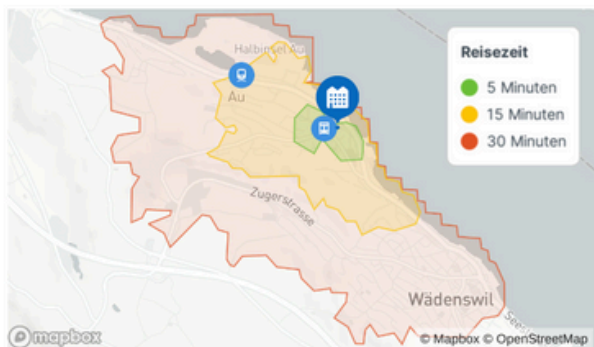 Halbinsel Au
Au
Zugerstrasse
Wädenswil
Reisezeit
5 Minuten
15 Minuten
30 Minuten
mapbox
© Mapbox © OpenStreetMap